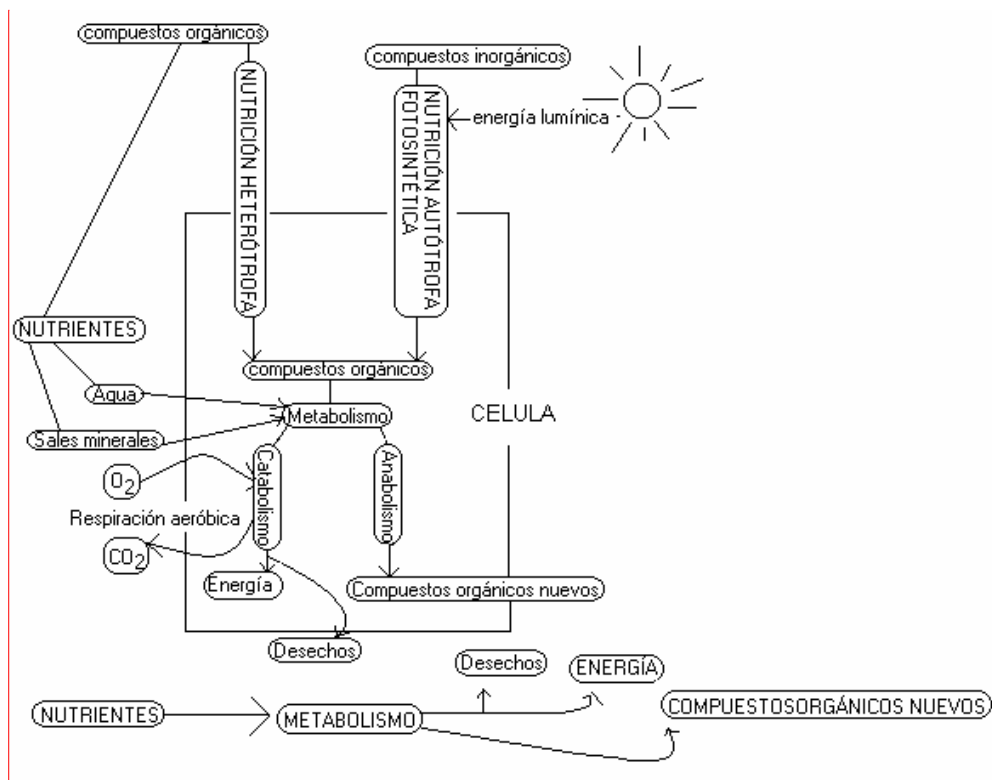 compuestos orgánicos
compuestos inorgánicos
NUTRICIÓN HETERÓTROFA
NUTRICIÓN AUTÓTROFA
FOTOSINTÉTICA
energía lumínica -
NUTRIENTES
compuestos orgánicos
Agua
Metabolismo
CELULA
Sales minerales
Catabolismo
Anabolismo
O2
Respiración aeróbica
CO2
Energía
Compuestos orgánicos nuevos
Desechos
Desechos
ENERGÍA
NUTRIENTES
METABOLISMO
COMPUESTOSORGÁNICOS NUEVOS